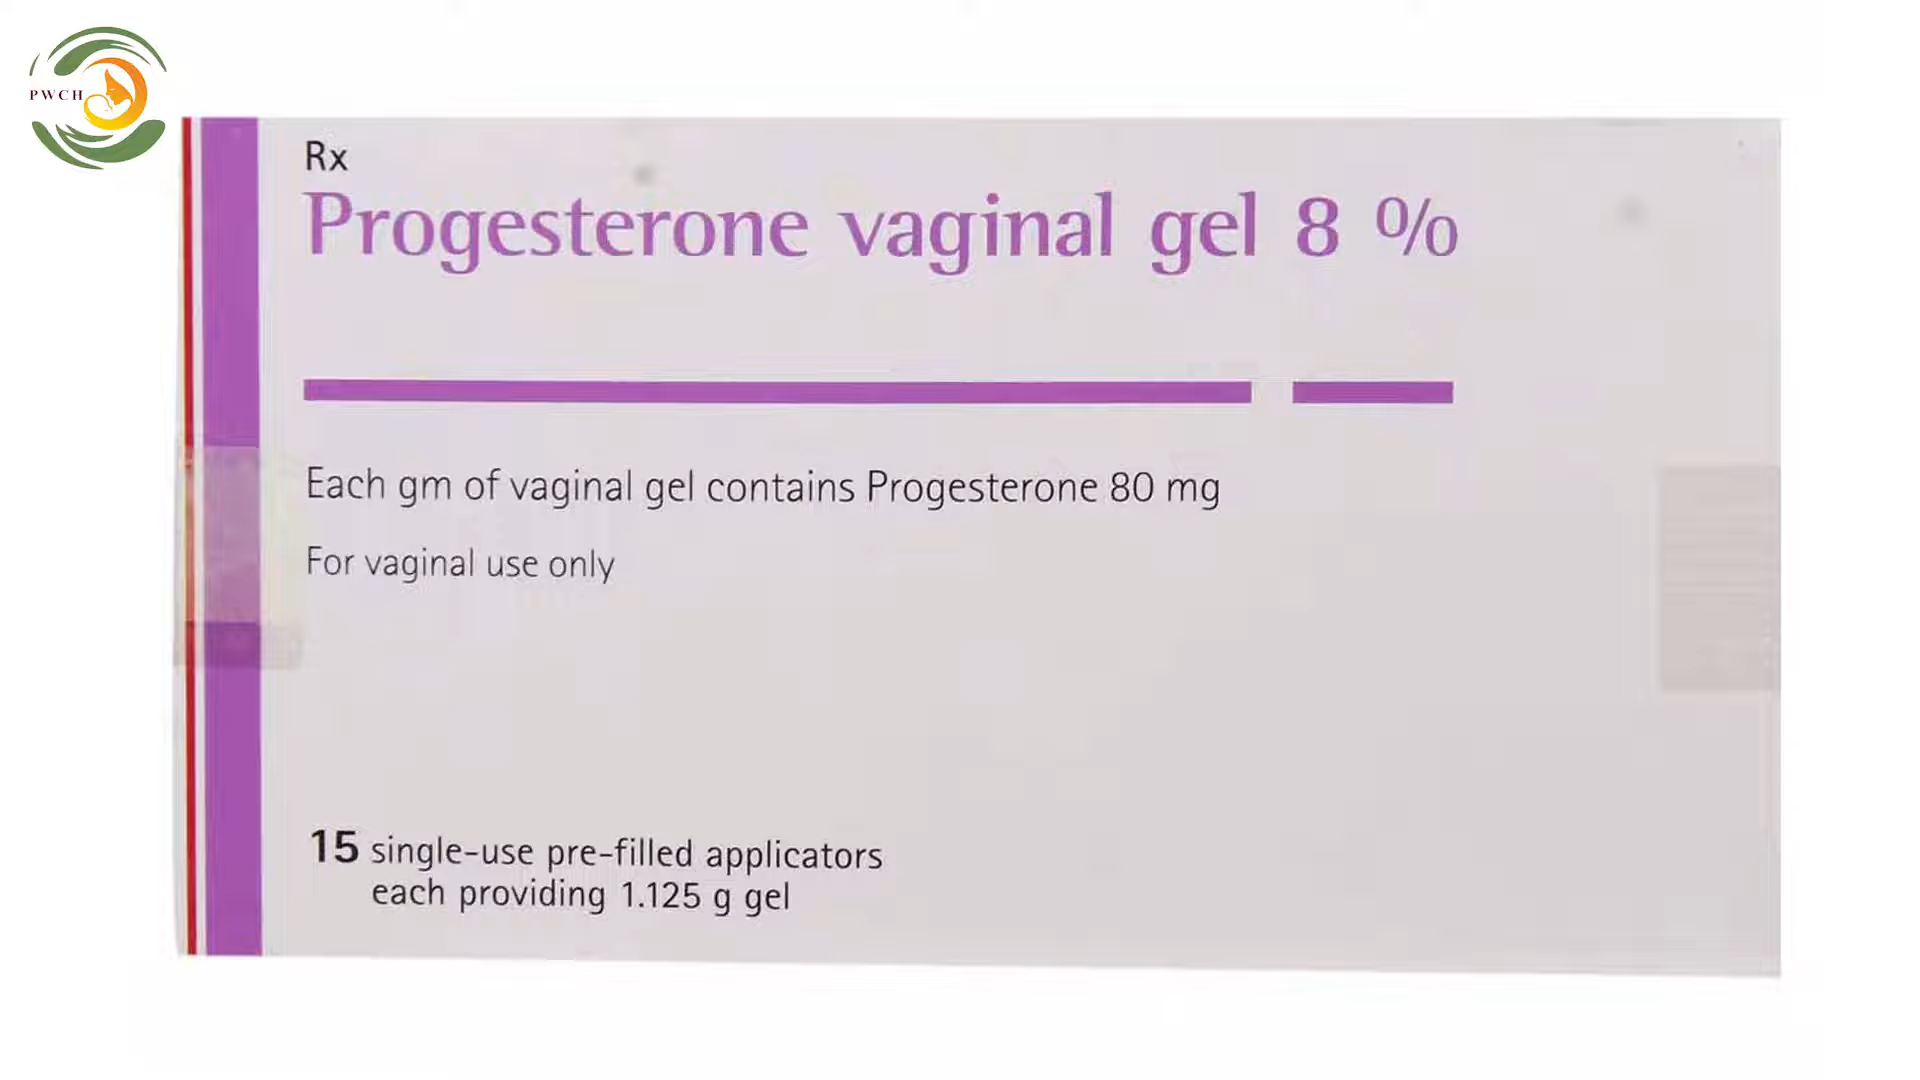 PWCH
Rx
Progesterone vaginal gel 8 %
Each gm of vaginal gel contains Progesterone 80 mg
For vaginal use only
15 single-use pre-filled applicators
each providing 1.125 g gel